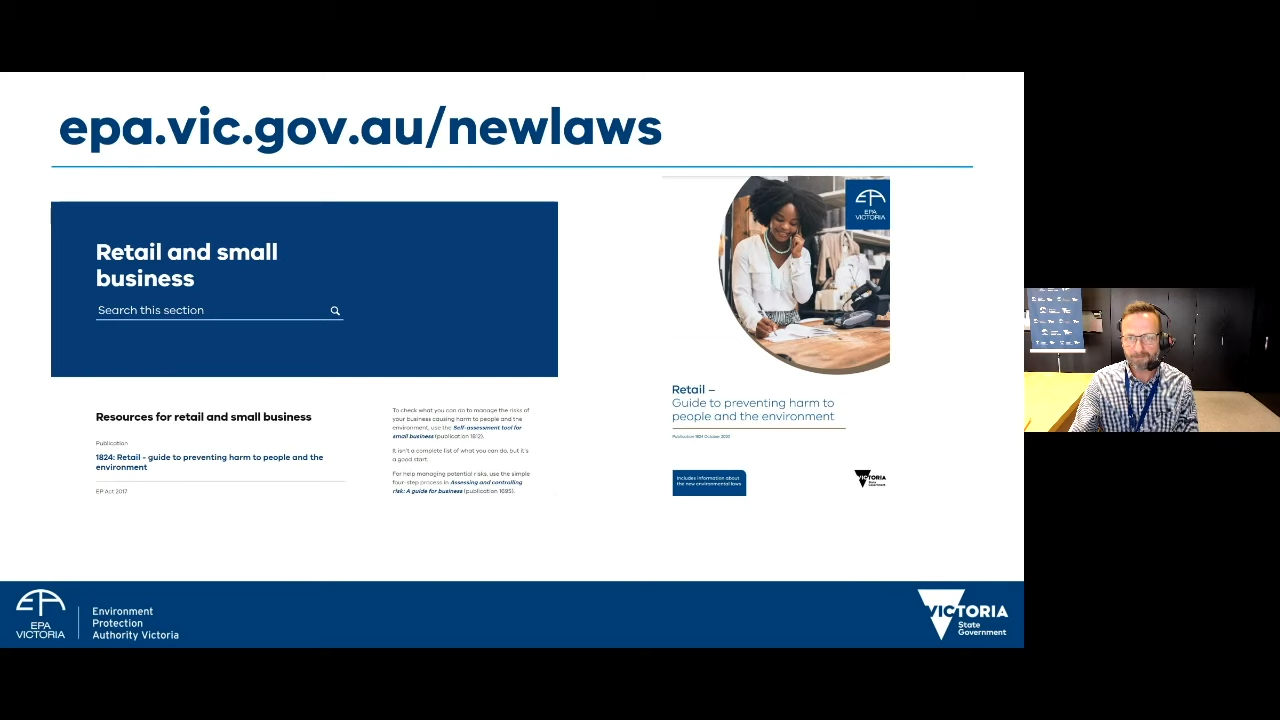 epa.vic.gov.au/newlaws
Retail and small
business
Search this section
Resources for retail and small business
Publication
1824: Retail - guide to preventing harm to people and the
environment
EP Act 2017
To check what you can do to manage the risks of
your business causing harm to people and the
environment, use the Self-assessment tool for
small business (publication 1812).
It isn't a complete list of what you can do, but it's
a good start.
For help managing potential risks, use the simple
four-step process in Assessing and controlling
risk: A guide for business (publication 1695).
EPA
VICTORIA
Retail –
Guide to preventing harm to
people and the environment
Publication 1824 October 2020
Includes information about
the new environmental laws
VICTORIA
State
Government
EPA
VICTORIA
Environment
Protection
Authority Victoria
VICTORIA
State
Government